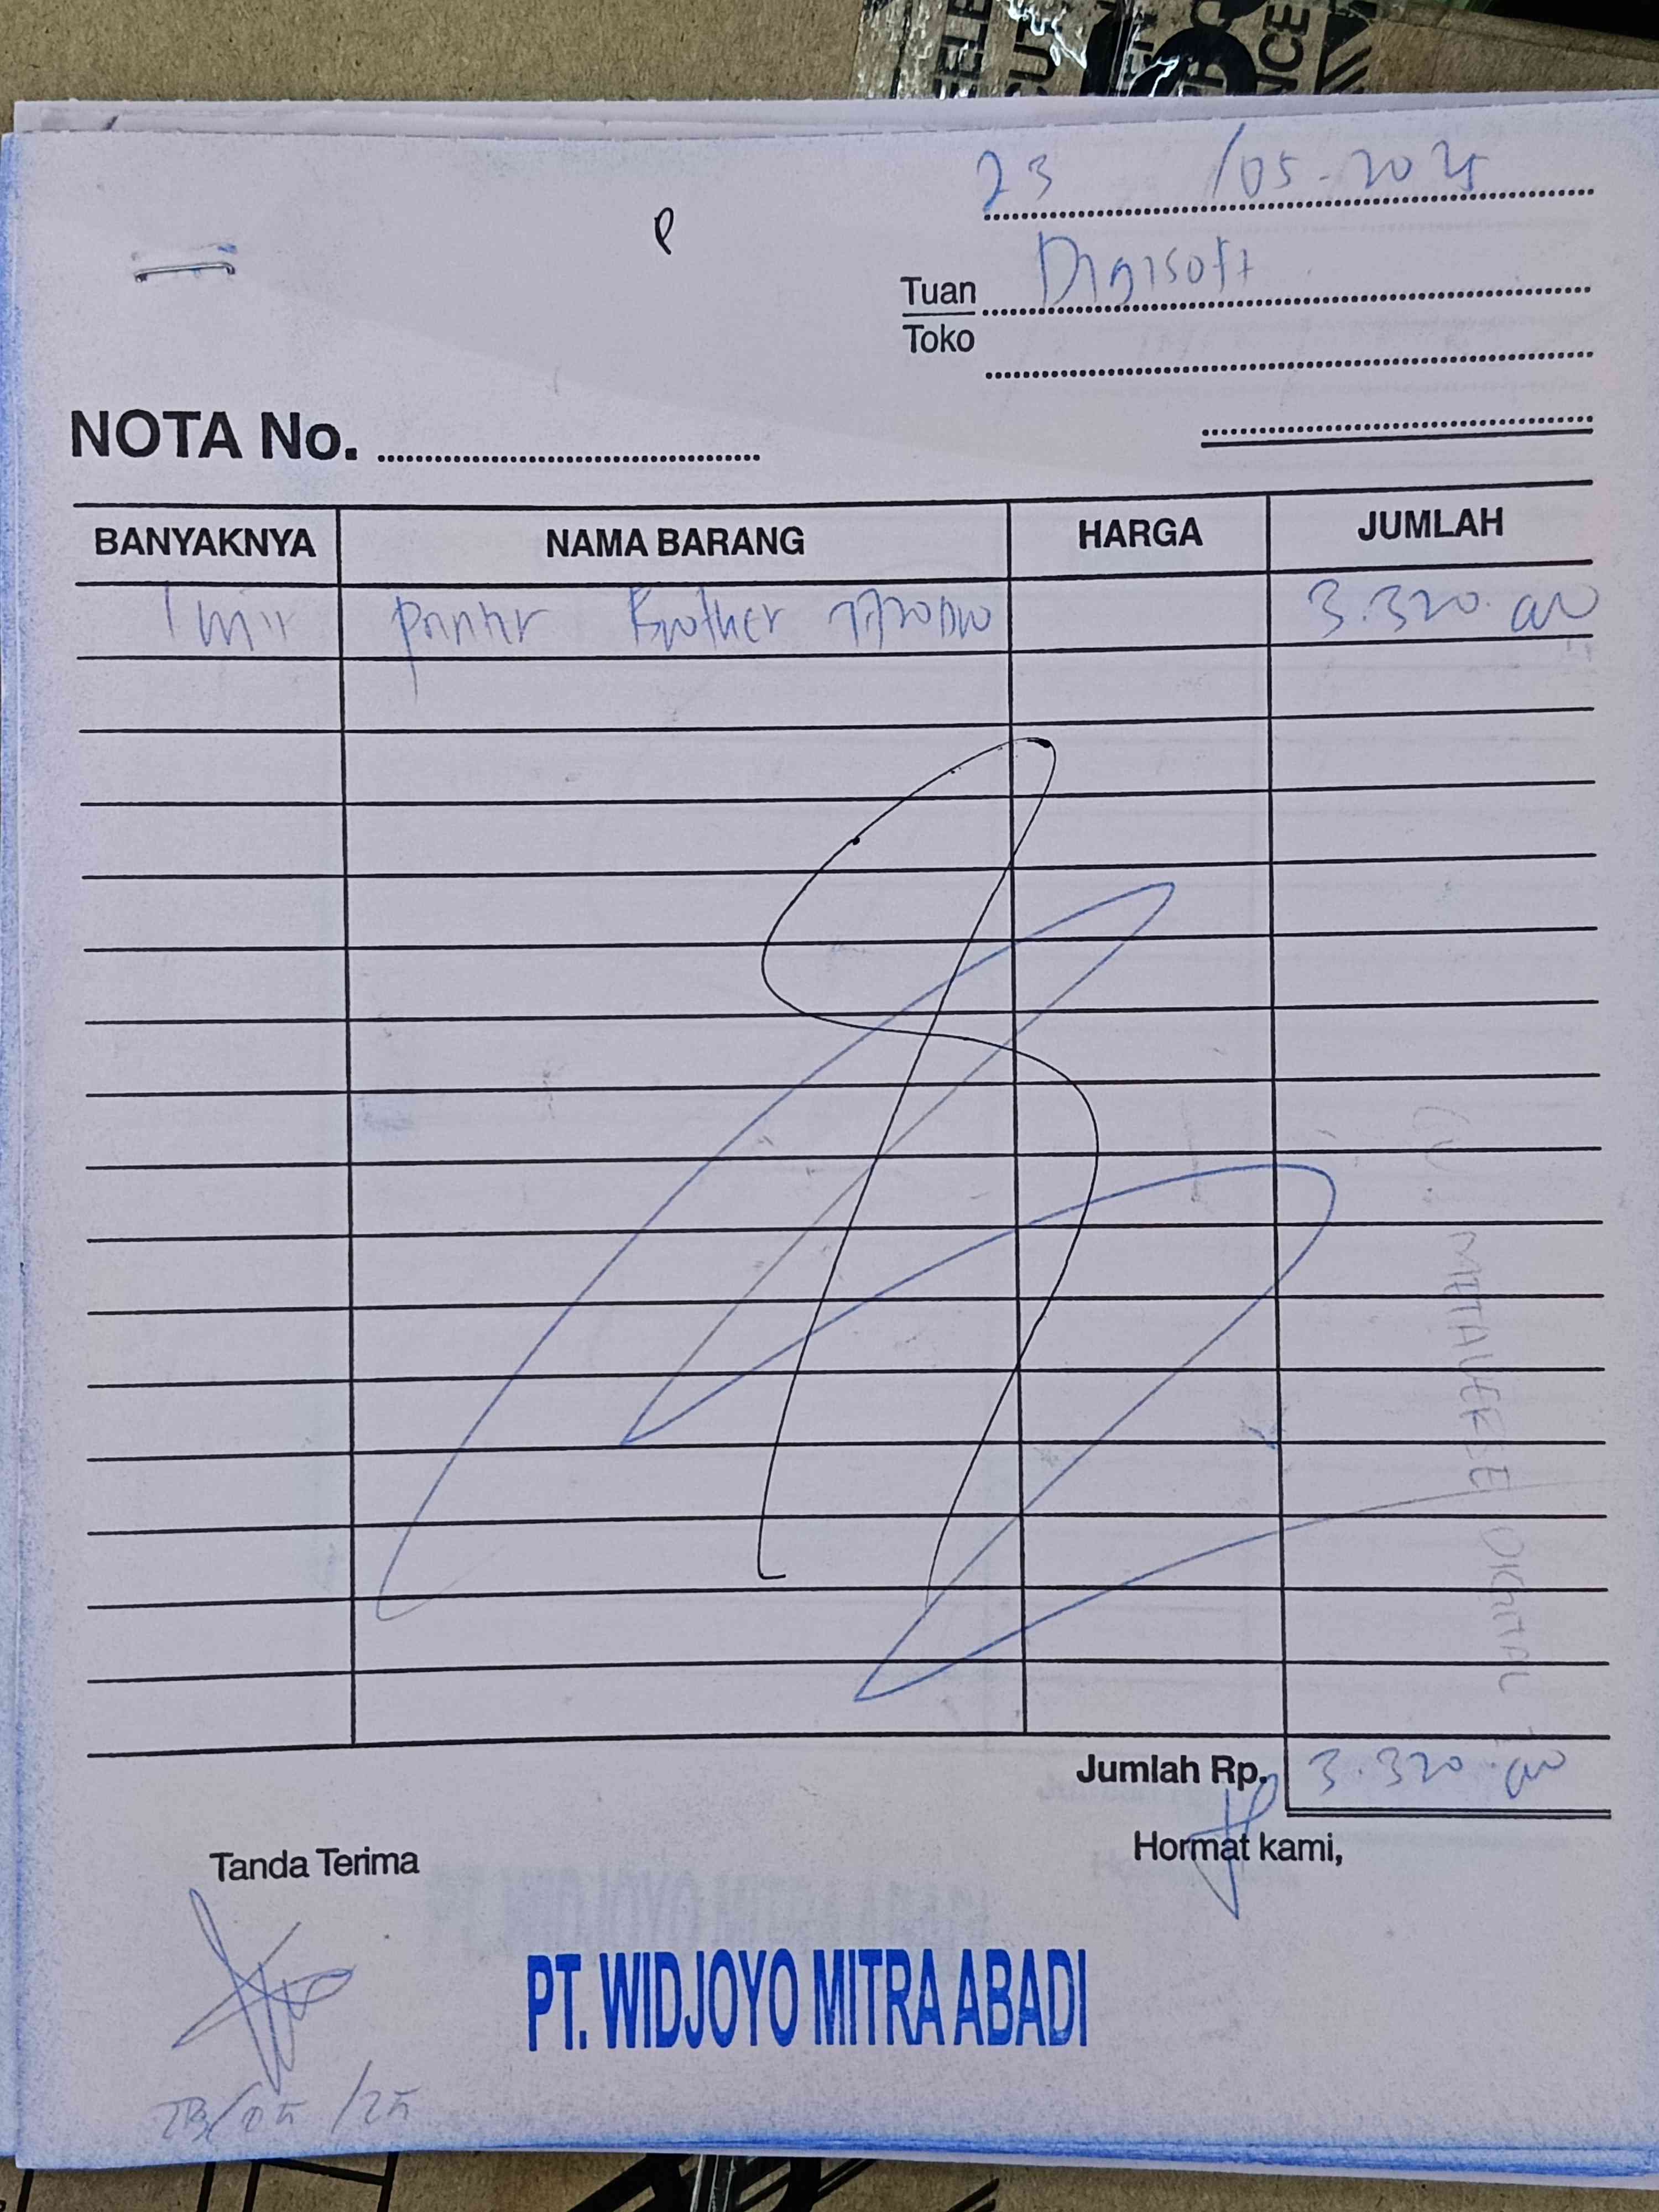 23 /05-2025
Tuan Digisoft
Toko
NOTA No.
BANYAKNYA NAMA BARANG HARGA JUMLAH
1 Printer Brother 3.320.000
Jumlah Rp. 3.320.000
Tanda Terima Hormat kami,
PT. WIDJOYO MITRA ABADI
23/05/25
DIGITAL